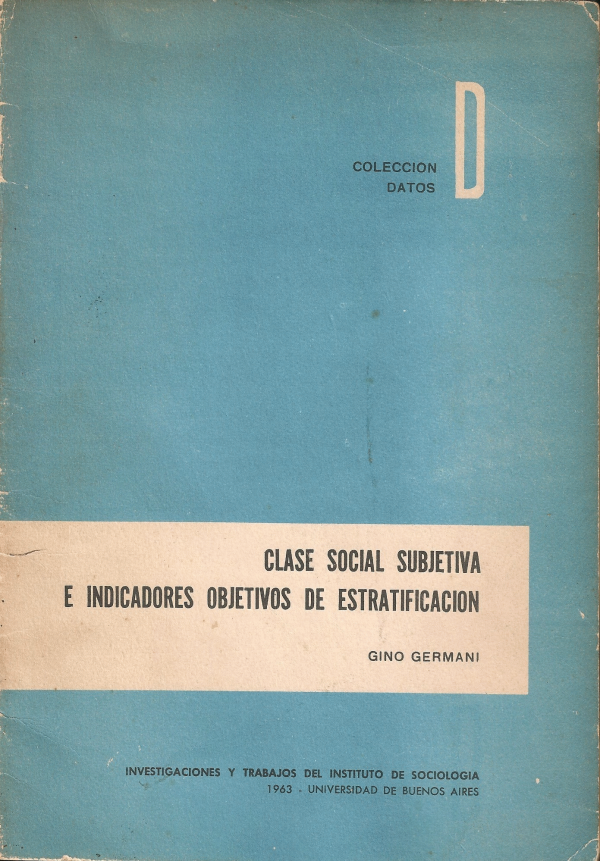 D
COLECCION
DATOS
CLASE SOCIAL SUBJETIVA
E INDICADORES OBJETIVOS DE ESTRATIFICACION
GINO GERMANI
INVESTIGACIONES Y TRABAJOS DEL INSTITUTO DE SOCIOLOGIA
1963 - UNIVERSIDAD DE BUENOS AIRES